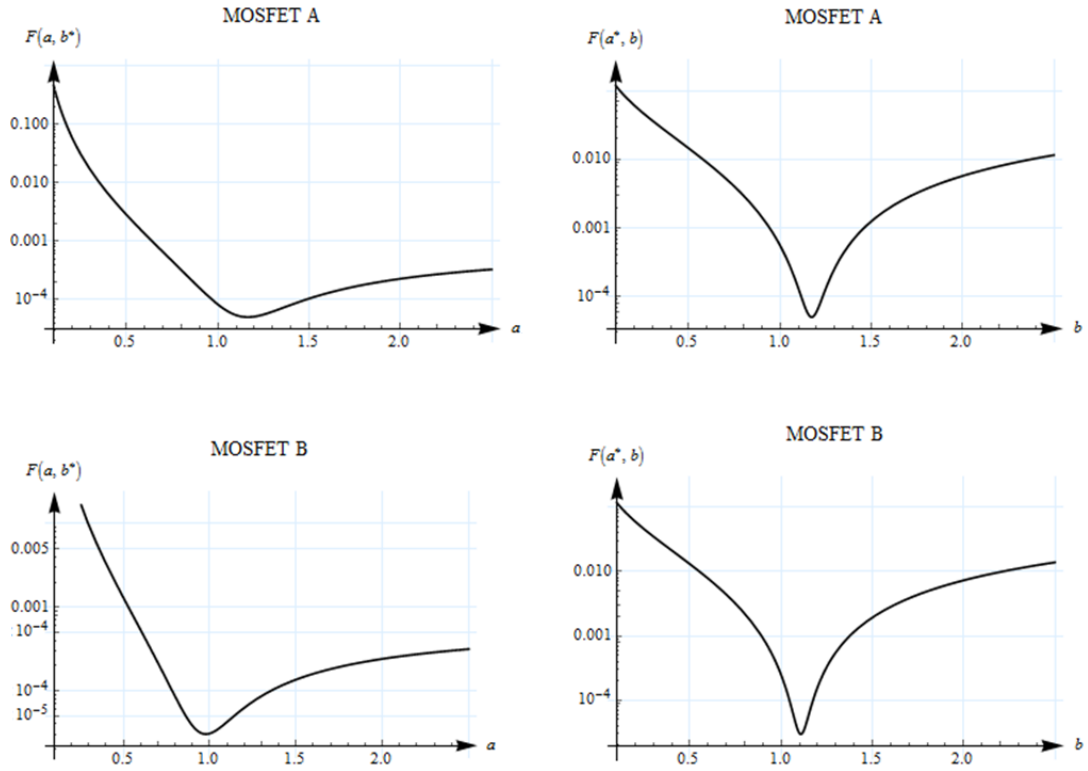 MOSFET A
F(a, b*)
0.100
0.010
0.001
10⁻⁴
0.5 1.0 1.5 2.0 a
MOSFET A
F(a*, b)
0.010
0.001
10⁻⁴
0.5 1.0 1.5 2.0 b
MOSFET B
F(a, b*)
0.005
0.001
:10⁻⁴
10⁻⁴
10⁻⁵
0.5 1.0 1.5 2.0 a
MOSFET B
F(a*, b)
0.010
0.001
10⁻⁴
0.5 1.0 1.5 2.0 b